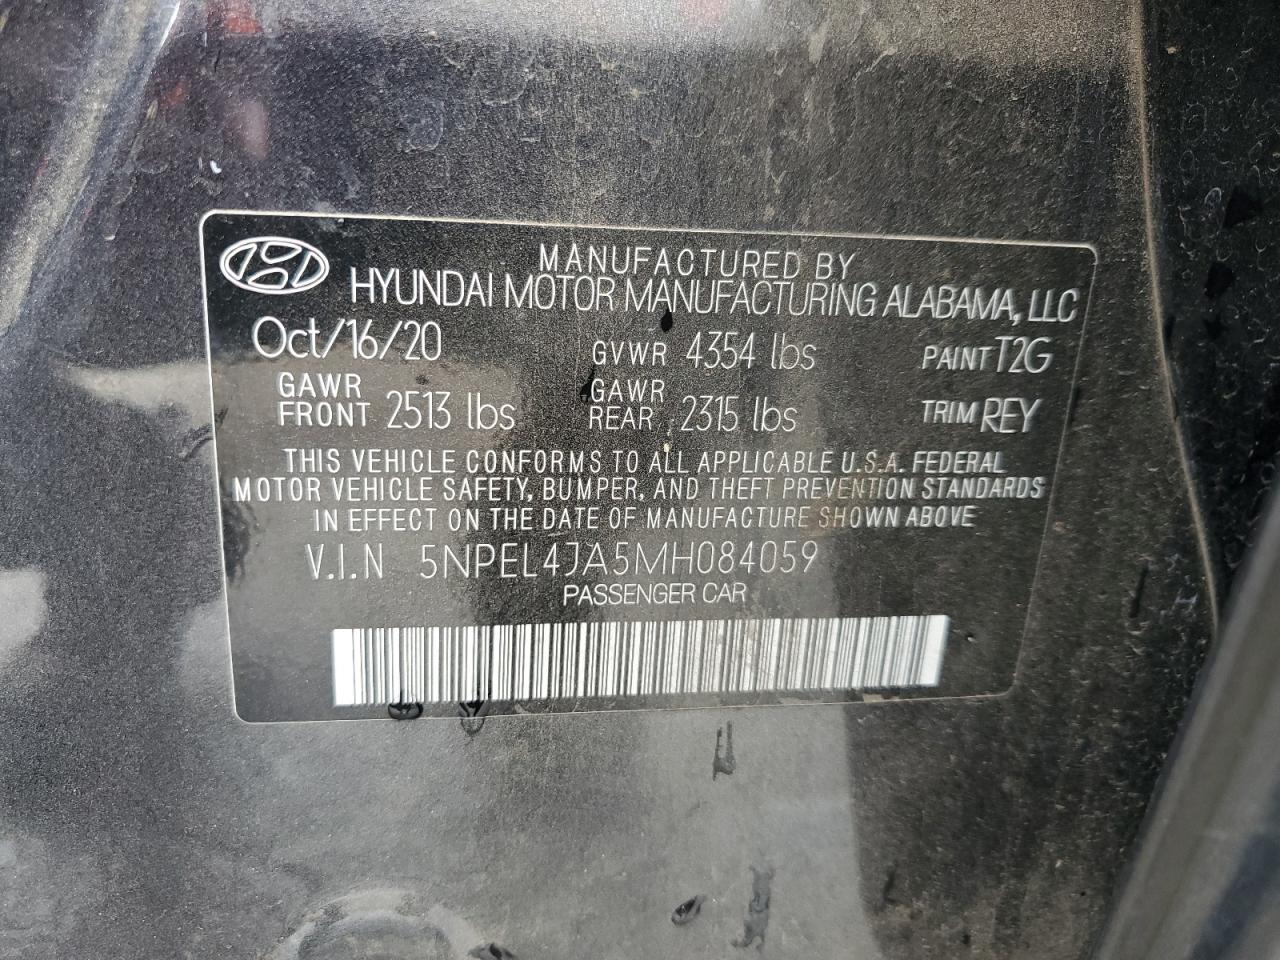 MANUFACTURED BY
HYUNDAI MOTOR MANUFACTURING ALABAMA, LLC
Oct/16/20 GVWR 4354 lbs PAINT T2G
GAWR FRONT 2513 lbs GAWR REAR 2315 lbs TRIM REY
THIS VEHICLE CONFORMS TO ALL APPLICABLE U.S.A. FEDERAL
MOTOR VEHICLE SAFETY, BUMPER, AND THEFT PREVENTION STANDARDS
IN EFFECT ON THE DATE OF MANUFACTURE SHOWN ABOVE
V.I.N 5NPEL4JA5MH084059
PASSENGER CAR